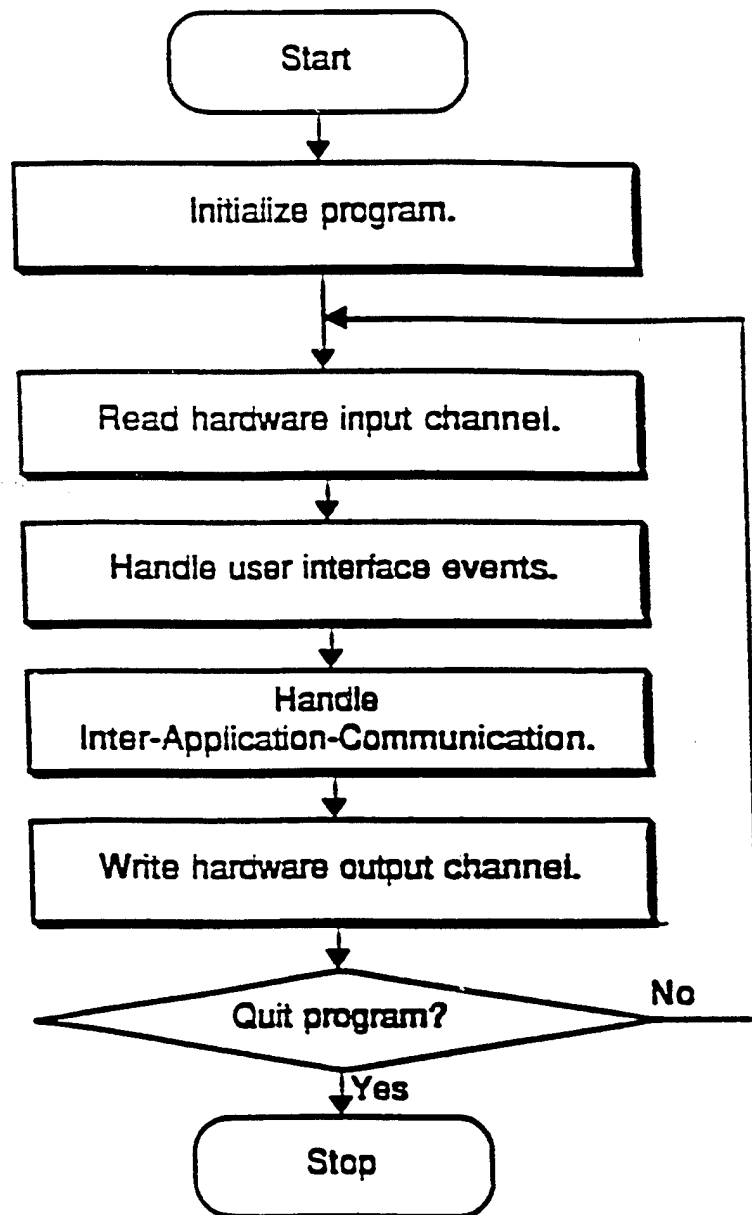 Start
Initialize program.
Read hardware input channel.
Handle user interface events.
Handle
Inter-Application-Communication.
Write hardware output channel.
Quit program?
No
Yes
Stop